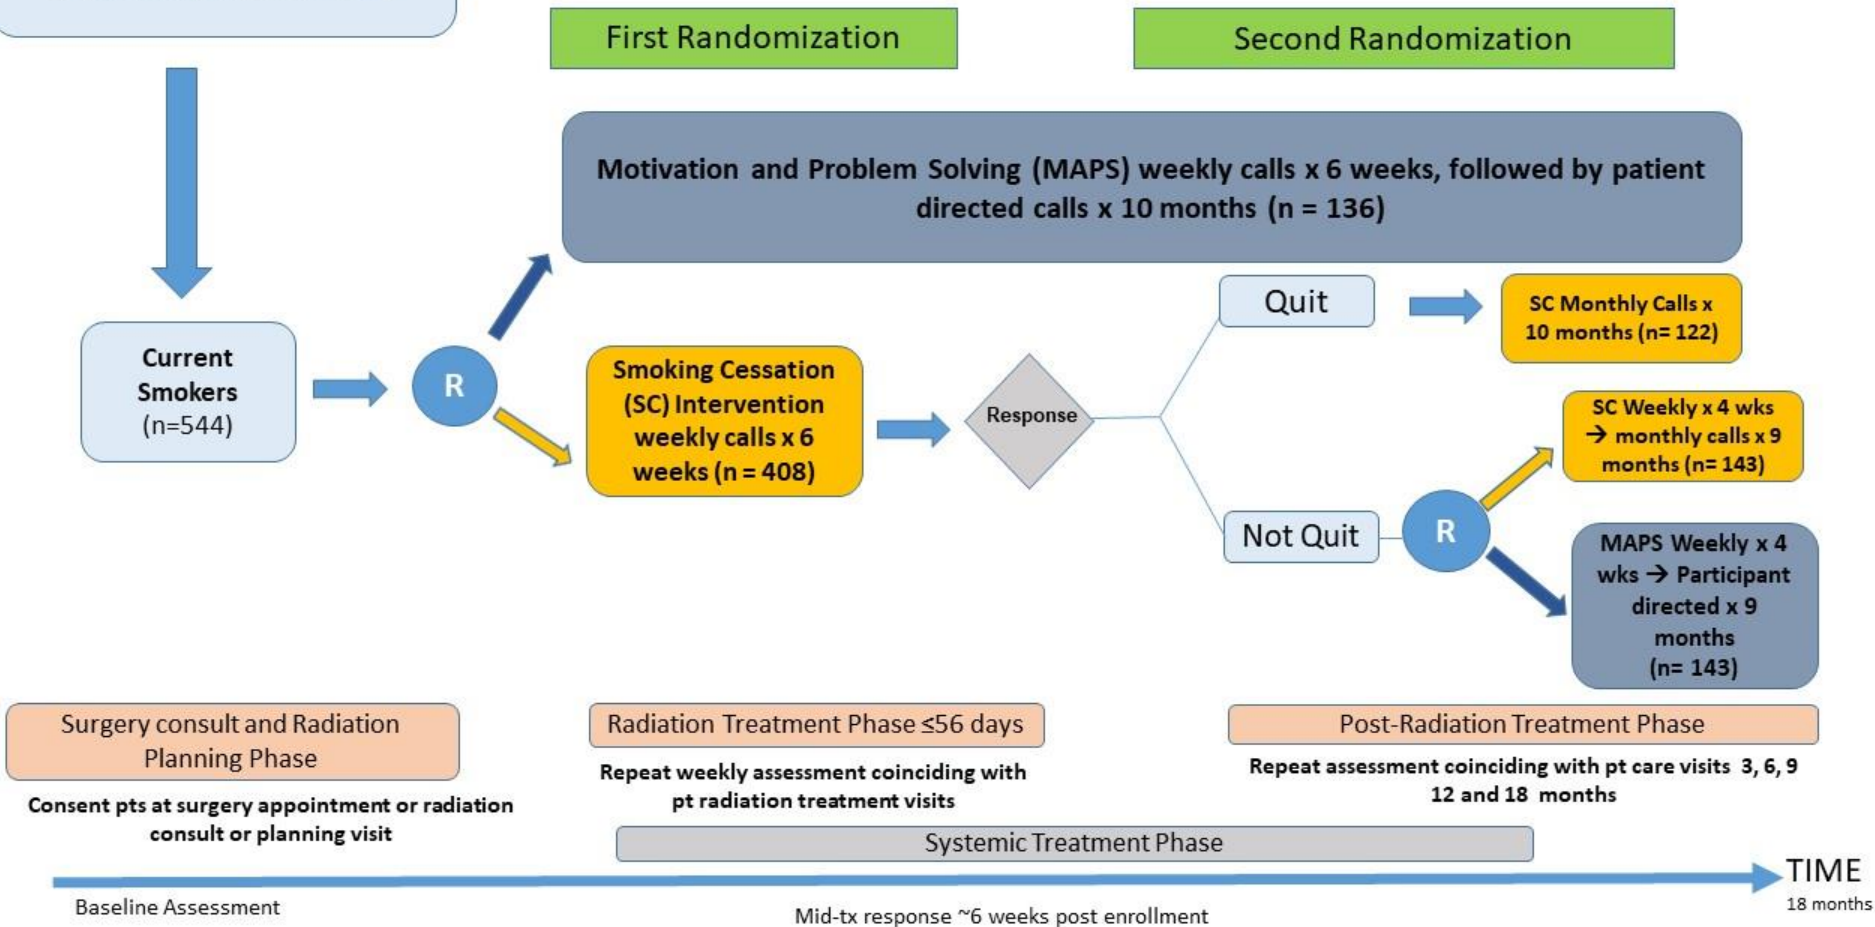 First Randomization
Second Randomization
Motivation and Problem Solving (MAPS) weekly calls x 6 weeks, followed by patient
directed calls x 10 months (n = 136)
Current
Smokers
(n=544)
R
Smoking Cessation
(SC) Intervention
weekly calls x 6
weeks (n = 408)
Response
Quit
SC Monthly Calls x
10 months (n= 122)
Not Quit
R
SC Weekly x 4 wks
→ monthly calls x 9
months (n= 143)
MAPS Weekly x 4
wks → Participant
directed x 9
months
(n= 143)
Surgery consult and Radiation
Planning Phase
Consent pts at surgery appointment or radiation
consult or planning visit
Radiation Treatment Phase ≤56 days
Repeat weekly assessment coinciding with
pt radiation treatment visits
Post-Radiation Treatment Phase
Repeat assessment coinciding with pt care visits 3, 6, 9
12 and 18 months
Systemic Treatment Phase
TIME
18 months
Baseline Assessment
Mid-tx response ~6 weeks post enrollment